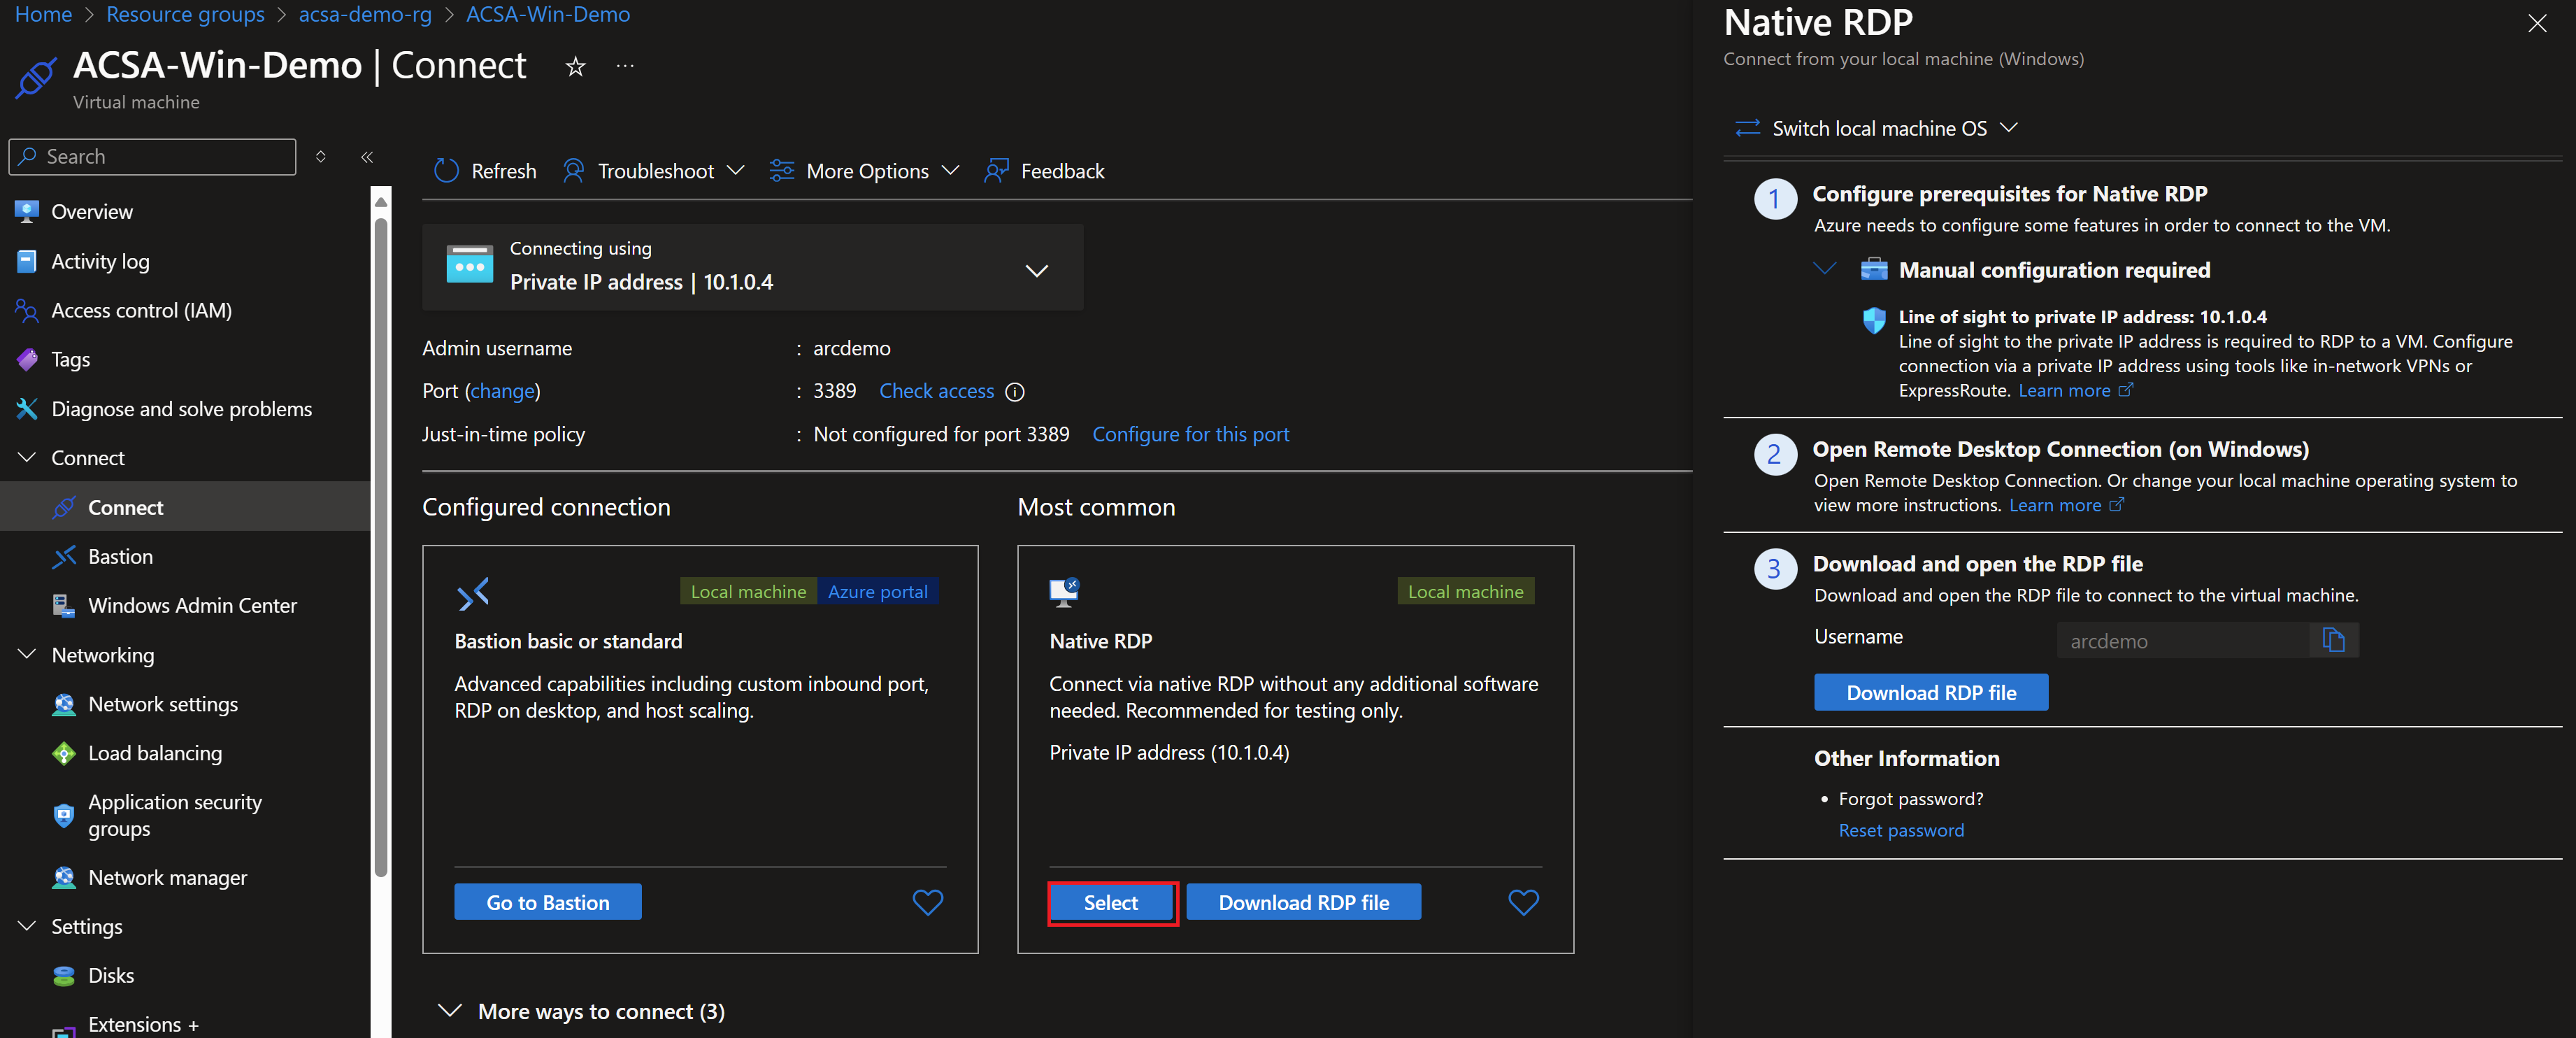 Home > Resource groups > acsa-demo-rg > ACSA-Win-Demo
ACSA-Win-Demo | Connect
Virtual machine
Search
Overview
Activity log
Access control (IAM)
Tags
Diagnose and solve problems
Connect
Connect
Bastion
Windows Admin Center
Networking
Network settings
Load balancing
Application security
groups
Network manager
Settings
Disks
Extensions +
Refresh
Troubleshoot
More Options
Feedback
Connecting using
Private IP address | 10.1.0.4
Admin username : arcdemo
Port (change) : 3389 Check access
Just-in-time policy : Not configured for port 3389 Configure for this port
Configured connection
Local machine Azure portal
Bastion basic or standard
Advanced capabilities including custom inbound port,
RDP on desktop, and host scaling.
Go to Bastion
Most common
Local machine
Native RDP
Connect via native RDP without any additional software
needed. Recommended for testing only.
Private IP address (10.1.0.4)
Select
Download RDP file
More ways to connect (3)
Native RDP
Connect from your local machine (Windows)
Switch local machine OS
1 Configure prerequisites for Native RDP
Azure needs to configure some features in order to connect to the VM.
Manual configuration required
Line of sight to private IP address: 10.1.0.4
Line of sight to the private IP address is required to RDP to a VM. Configure
connection via a private IP address using tools like in-network VPNs or
ExpressRoute. Learn more
2 Open Remote Desktop Connection (on Windows)
Open Remote Desktop Connection. Or change your local machine operating system to
view more instructions. Learn more
3 Download and open the RDP file
Download and open the RDP file to connect to the virtual machine.
Username arcdemo
Download RDP file
Other Information
• Forgot password?
Reset password